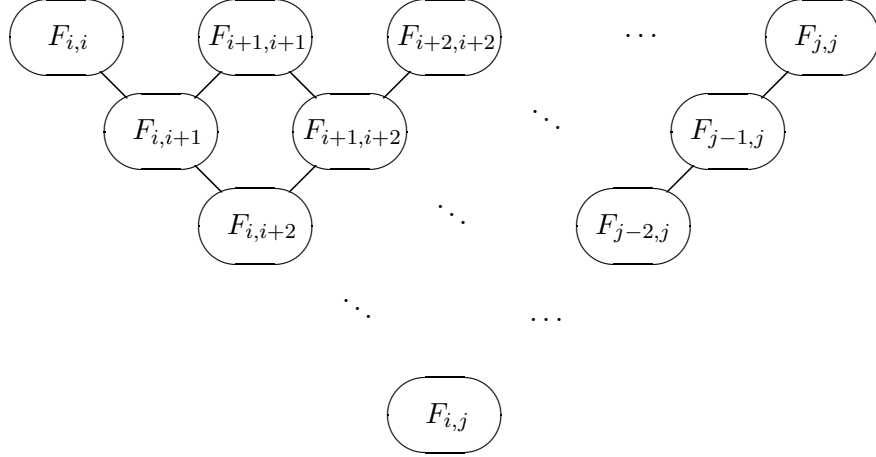 F_{i,i} F_{i+1,i+1} F_{i+2,i+2} ⋯ F_{j,j}
F_{i,i+1} F_{i+1,i+2} ⋱ F_{j-1,j}
F_{i,i+2} ⋱ F_{j-2,j}
⋱ ⋯
F_{i,j}